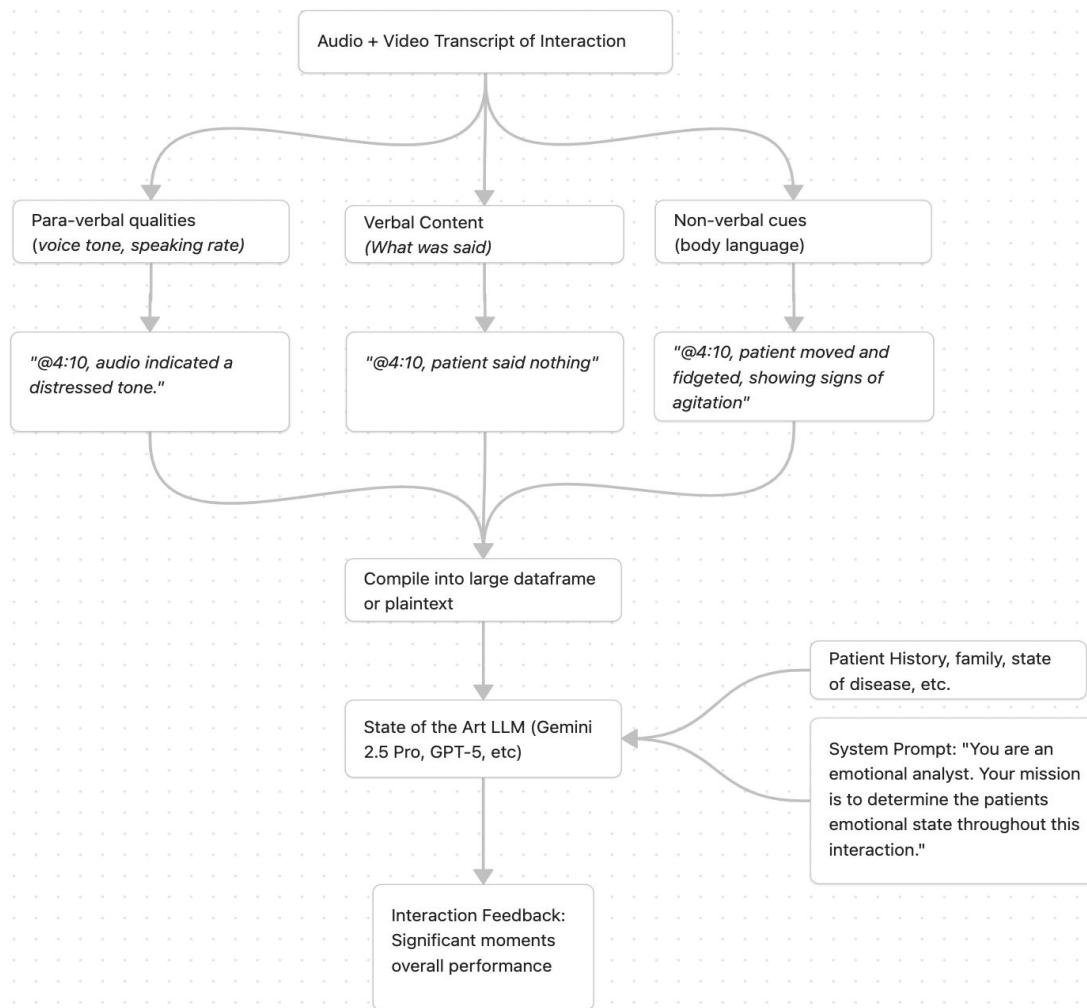 Audio + Video Transcript of Interaction
Para-verbal qualities
(voice tone, speaking rate)
Verbal Content
(What was said)
Non-verbal cues
(body language)
"@4:10, audio indicated a
distressed tone."
"@4:10, patient said nothing"
"@4:10, patient moved and
fidgeted, showing signs of
agitation"
Compile into large dataframe
or plaintext
Patient History, family, state
of disease, etc.
State of the Art LLM (Gemini
2.5 Pro, GPT-5, etc)
System Prompt: "You are an
emotional analyst. Your mission
is to determine the patients
emotional state throughout this
interaction."
Interaction Feedback:
Significant moments
overall performance